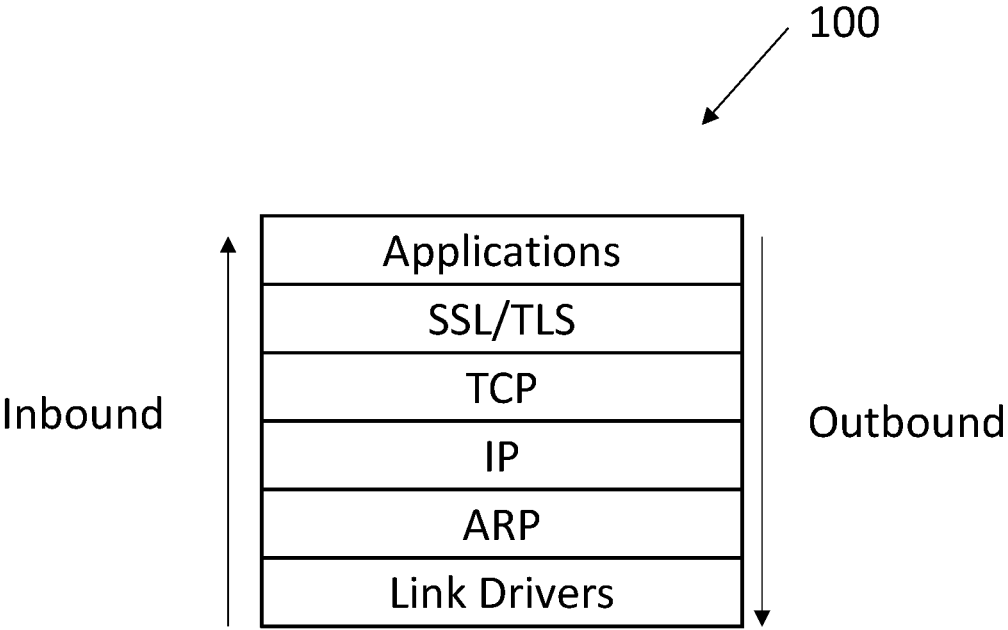 100
Applications
SSL/TLS
TCP
Inbound
Outbound
IP
ARP
Link Drivers